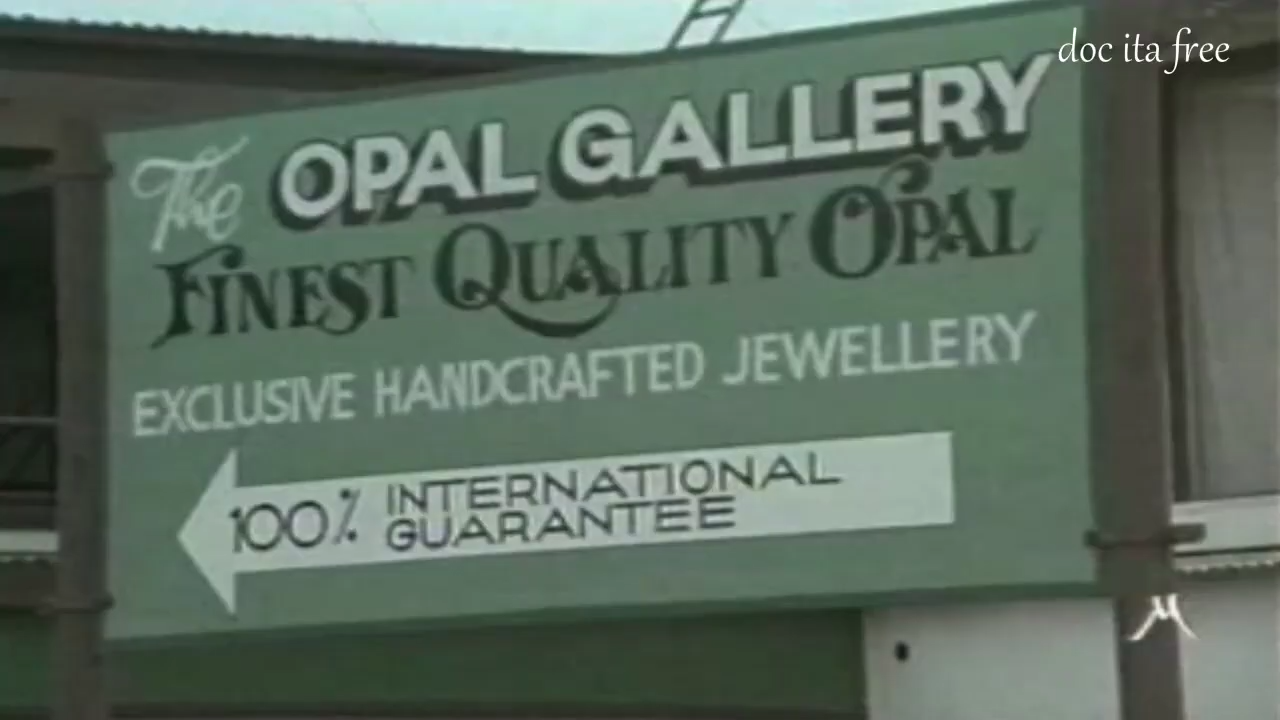 doc ita free
The OPAL GALLERY
FINEST QUALITY OPAL
EXCLUSIVE HANDCRAFTED JEWELLERY
100% INTERNATIONAL
GUARANTEE